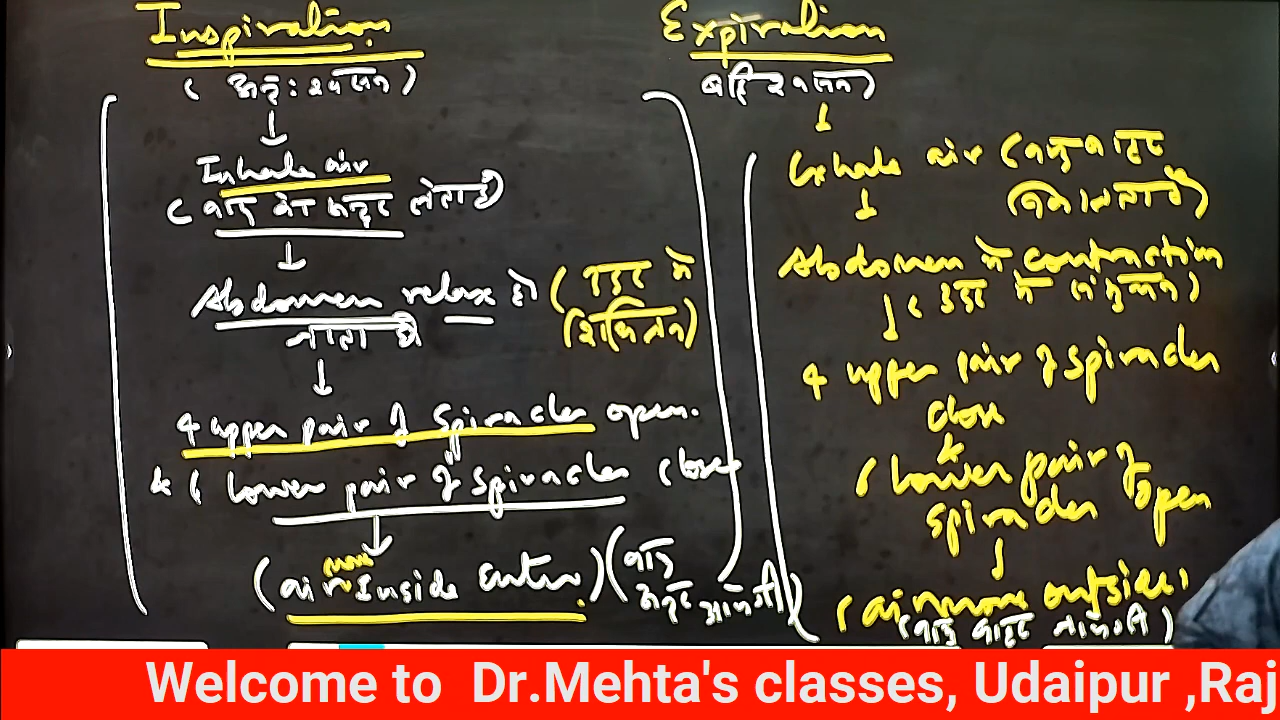 Inspiration
(अन्तः श्वसन)
↓
Inhale air
(वायु को अन्दर लेना है)
↓
Abdomen relax हो (उदर में
जाता है (शिथिलन)
↓
4 upper pair of spiracles open.
& 6 lower pair of spiracles close
↓
(air move Inside Enter) (वायु
अन्दर आयेगी)
Expiration
बहिश्वसन)
↓
Exhale air (वायु बाहर
निकालना है)
↓
Abdomen में contraction
↓ (उदर में संकुचन)
4 upper pair of spiracles
close
&
6 lower pair of
spiracles open
↓
(air move outside)
(वायु बाहर जायेगी)
Welcome to Dr.Mehta's classes, Udaipur ,Raj